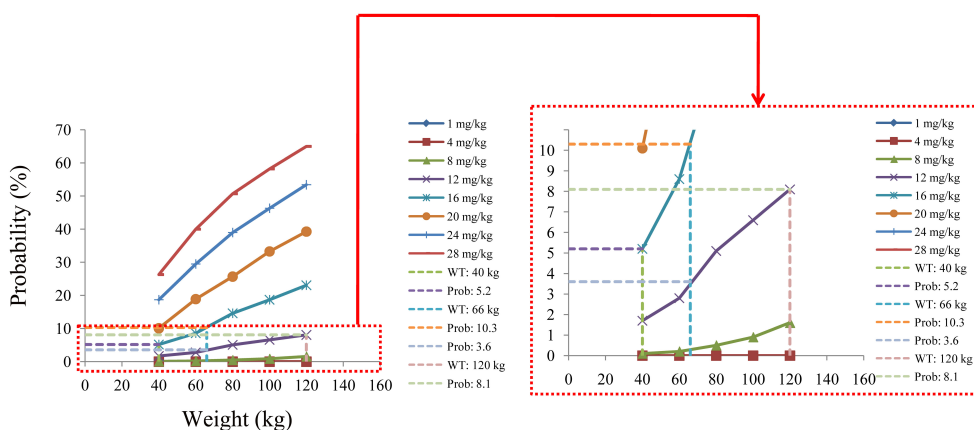 70
60
50
40
30
20
10
0
0 20 40 60 80 100 120 140 160
Probability (%)
Weight (kg)
1 mg/kg
4 mg/kg
8 mg/kg
12 mg/kg
16 mg/kg
20 mg/kg
24 mg/kg
28 mg/kg
WT: 40 kg
Prob: 5.2
WT: 66 kg
Prob: 10.3
Prob: 3.6
WT: 120 kg
Prob: 8.1
10
9
8
7
6
5
4
3
2
1
0
0 20 40 60 80 100 120 140 160
1 mg/kg
4 mg/kg
8 mg/kg
12 mg/kg
16 mg/kg
20 mg/kg
24 mg/kg
28 mg/kg
WT: 40 kg
Prob: 5.2
WT: 66 kg
Prob: 10.3
Prob: 3.6
WT: 120 kg
Prob: 8.1